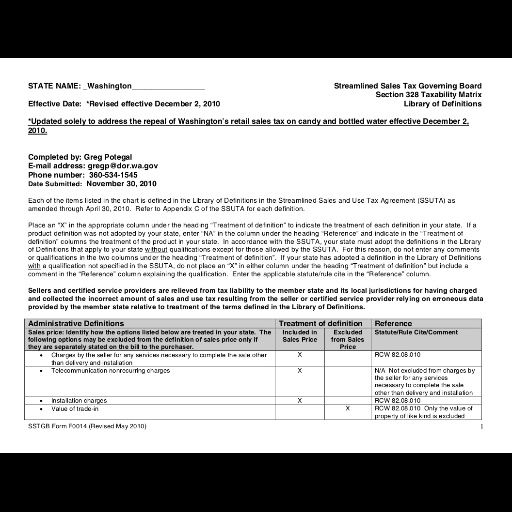 STATE NAME: _Washington__________________
Streamlined Sales Tax Governing Board
Section 328 Taxability Matrix
Effective Date: *Revised effective December 2, 2010
Library of Definitions
*Updated solely to address the repeal of Washington's retail sales tax on candy and bottled water effective December 2,
2010.
Completed by: Greg Potegal
E-mail address: gregp@dor.wa.gov
Phone number: 360-534-1545
Date Submitted: November 30, 2010
Each of the items listed in the chart is defined in the Library of Definitions in the Streamlined Sales and Use Tax Agreement (SSUTA) as
amended through April 30, 2010. Refer to Appendix C of the SSUTA for each definition.
Place an "X" in the appropriate column under the heading "Treatment of definition" to indicate the treatment of each definition in your state. If a
product definition was not adopted by your state, enter "NA" in the column under the heading "Reference" and indicate in the "Treatment of
definition" columns the treatment of the product in your state. In accordance with the SSUTA, your state must adopt the definitions in the Library
of Definitions that apply to your state without qualifications except for those allowed by the SSUTA. For this reason, do not enter any comments
or qualifications in the two columns under the heading "Treatment of definition". If your state has adopted a definition in the Library of Definitions
with a qualification not specified in the SSUTA, do not place an "X" in either column under the heading "Treatment of definition" but include a
comment in the "Reference" column explaining the qualification. Enter the applicable statute/rule cite in the Reference column.
Sellers and certified service providers are relieved from tax liability to the member state and its local jurisdictions for having charged
and collected the incorrect amount of sales and use tax resulting from the seller or certified service provider relying on erroneous data
provided by the member state relative to treatment of the terms defined in the Library of Definitions.
Administrative Definitions
Treatment of definition
Reference
Sales price: Identify how the options listed below are treated in your state. The
following options may be excluded from the definition of sales price only if
they are separately stated on the bill to the purchaser.
Included in
Sales Price
Excluded
from Sales
Price
Statute/Rule Cite/Comment
• Charges by the seller for any services necessary to complete the sale other
than delivery and installation
X
RCW 82.08.010
• Telecommunication nonrecurring charges
X
N/A Not excluded from charges by
the seller for any services
necessary to complete the sale
other than delivery and installation
• Installation charges
X
RCW 82.08.010
• Value of trade-in
X
RCW 82.08.010 Only the value of
property of like kind is excluded
SSTGB Form F0014 (Revised May 2010)
1